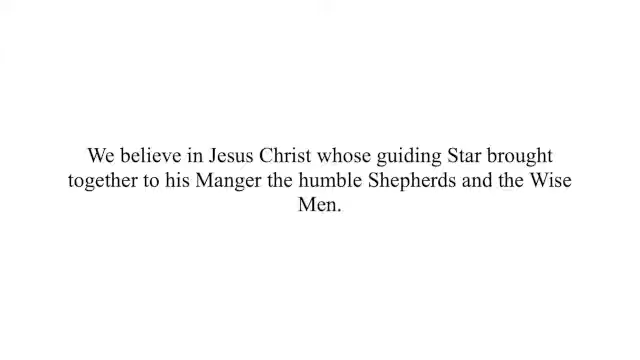 We believe in Jesus Christ whose guiding Star brought
together to his Manger the humble Shepherds and the Wise
Men.